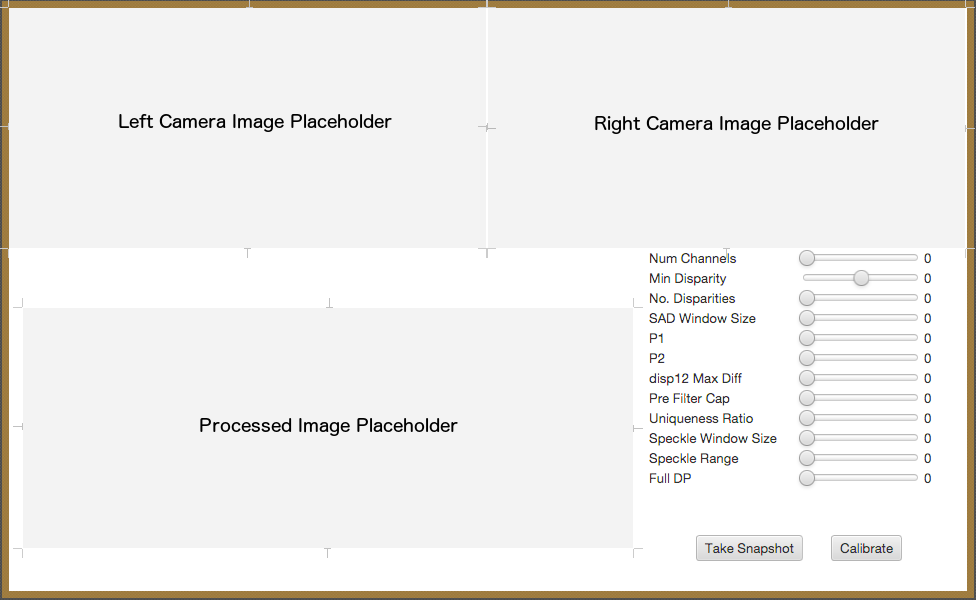 Left Camera Image Placeholder
Right Camera Image Placeholder
Num Channels 0
Min Disparity 0
No. Disparities 0
SAD Window Size 0
P1 0
P2 0
disp12 Max Diff 0
Pre Filter Cap 0
Uniqueness Ratio 0
Speckle Window Size 0
Speckle Range 0
Full DP 0
Processed Image Placeholder
Take Snapshot
Calibrate